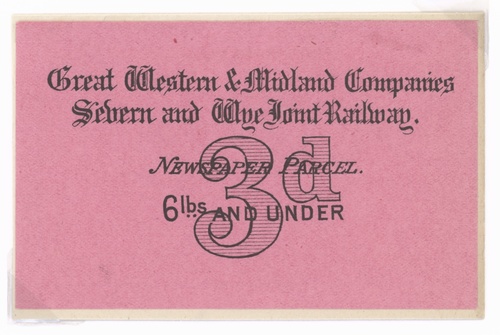 Great Western & Midland Companies
Severn and Wye Joint Railway.
NEWSPAPER PARCEL.
3d
6lbs AND UNDER